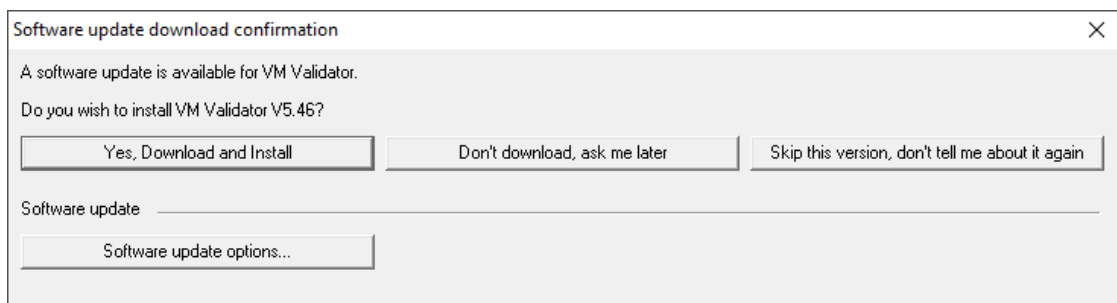 Software update download confirmation
A software update is available for VM Validator.
Do you wish to install VM Validator V5.46?
Yes, Download and Install
Don't download, ask me later
Skip this version, don't tell me about it again
Software update
Software update options...